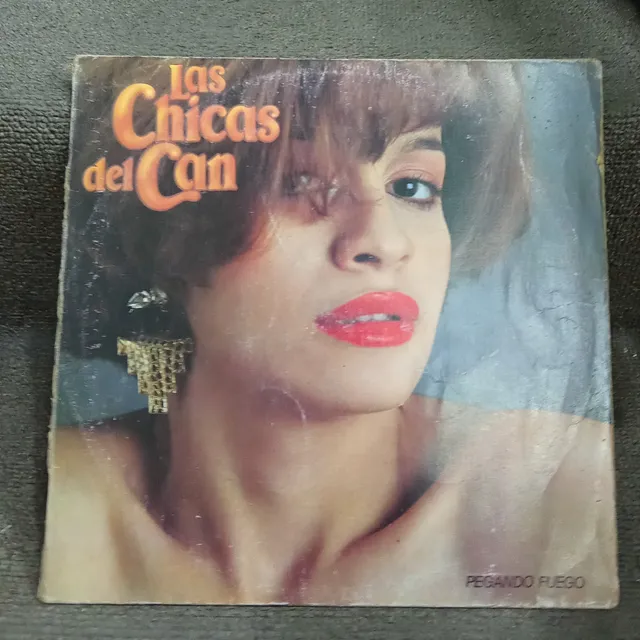 Las
Chicas
del Can
PEGANDO FUEGO